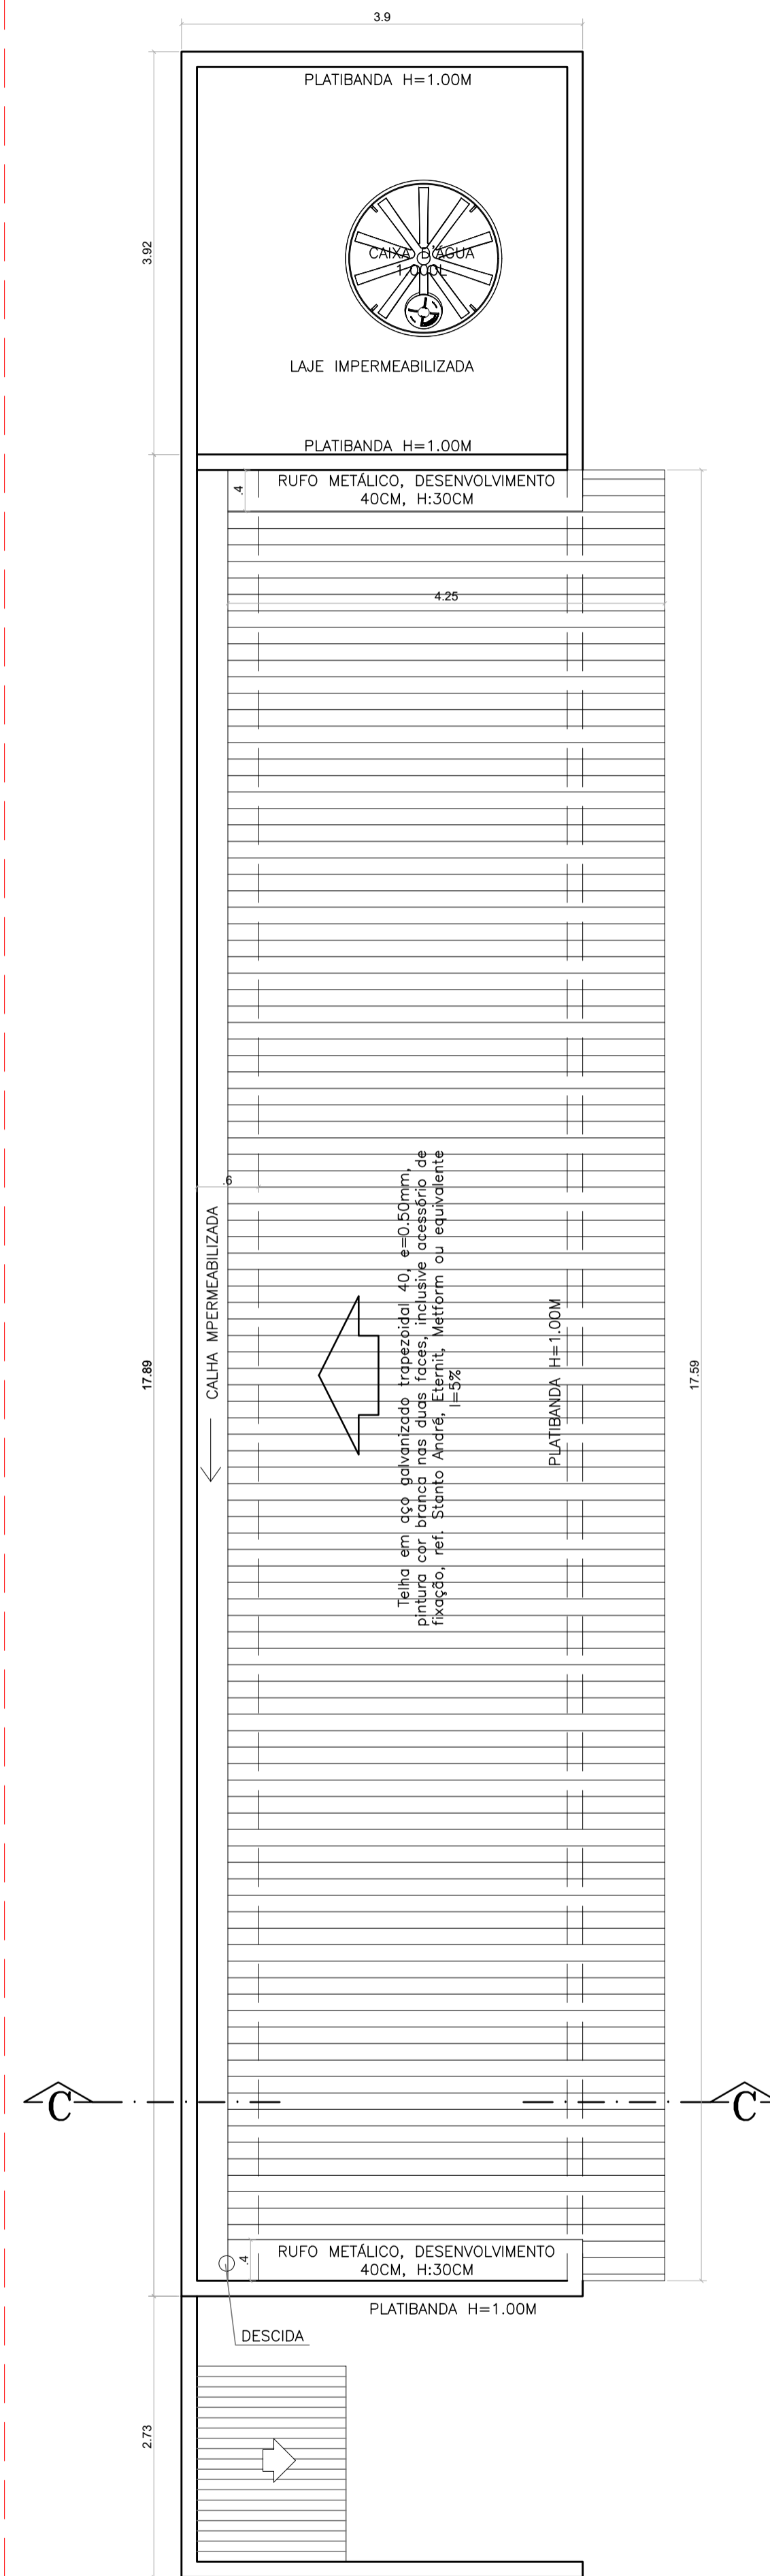 3.9
PLATIBANDA H=1.00M
3.92
CAIXA D'ÁGUA
1.000L
LAJE IMPERMEABILIZADA
PLATIBANDA H=1.00M
.4
RUFO METÁLICO, DESENVOLVIMENTO
40CM, H:30CM
4.25
.6
CALHA MPERMEABILIZADA
17.89
Telha em aço galvanizado trapezoidal 40, e=0.50mm,
pintura cor branca nas duas faces, inclusive acessório de
fixação, ref. Stanto André, Eternit, Metform ou equivalente
I=5%
PLATIBANDA H=1.00M
17.59
C
C
.4
RUFO METÁLICO, DESENVOLVIMENTO
40CM, H:30CM
PLATIBANDA H=1.00M
DESCIDA
2.73